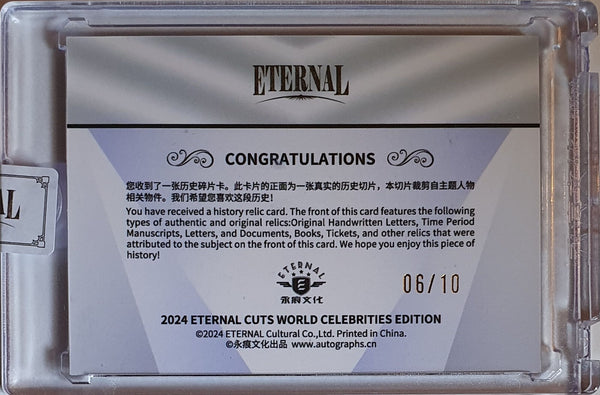 ETERNAL
CONGRATULATIONS
您收到了一张历史碎片卡。此卡片的正面为一张真实的历史切片，本切片裁剪自主题人物
相关物件。我们希望您喜欢这段历史！
You have received a history relic card. The front of this card features the following
types of authentic and original relics:Original Handwritten Letters, Time Period
Manuscripts, Letters, and Documents, Books, Tickets, and other relics that were
attributed to the subject on the front of this card. We hope you enjoy this piece of
history!
AL
ETERNAL
E
永痕文化
06/10
2024 ETERNAL CUTS WORLD CELEBRITIES EDITION
©2024 ETERNAL Cultural Co.,Ltd. Printed in China.
©永痕文化出品 www.autographs.cn